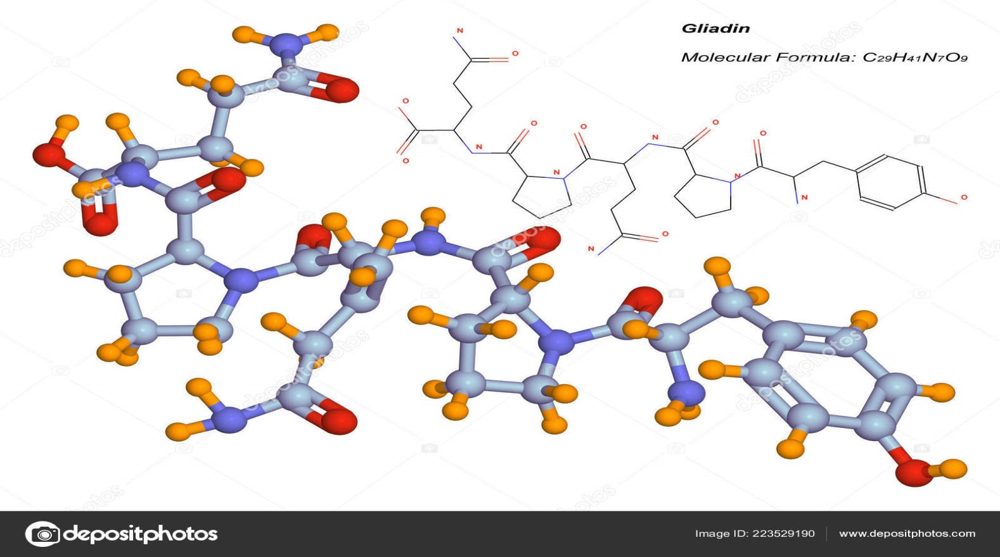 Gliadin
Molecular Formula: C29H41N7O9
N
O
O
N
O
O
N
O
N
O
N
O
N
O
N
O
N
O
depositphotos
Image ID: 223529190
www.depositphotos.com